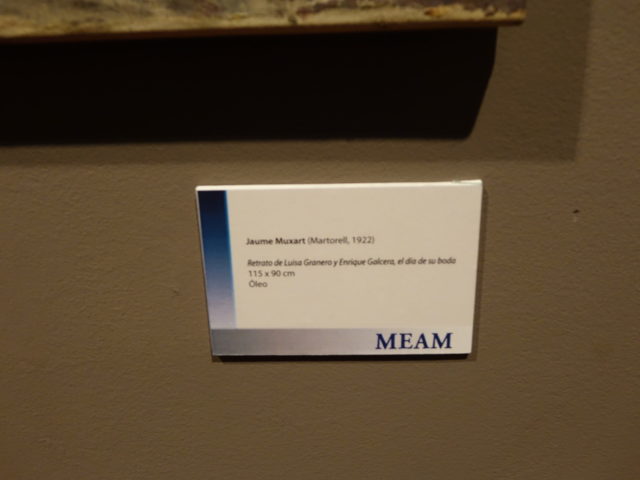 Jaume Muxart (Martorell, 1922)
Retrato de Luisa Granero y Enrique Galcera, el día de su boda
115 x 90 cm
Óleo
MEAM